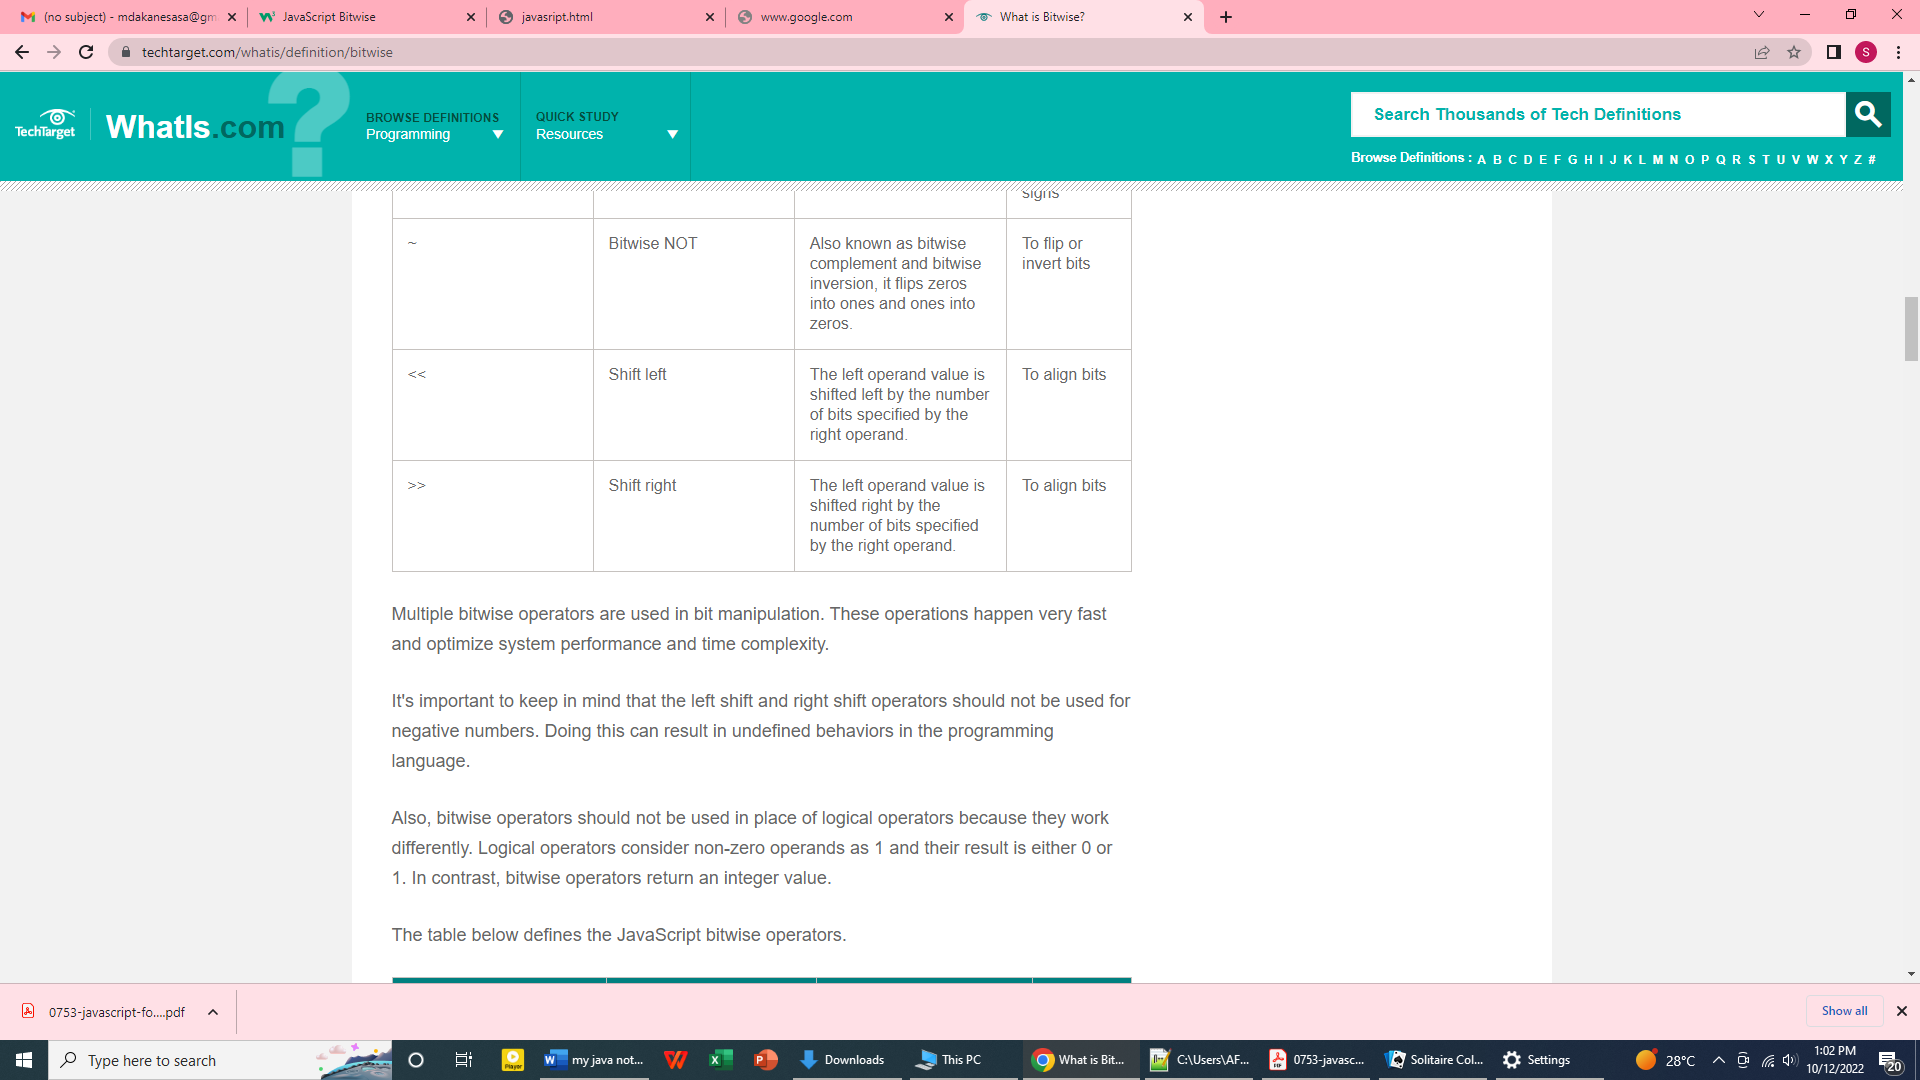 (no subject) - mdakanesasa@gm
JavaScript Bitwise
javasript.html
www.google.com
What is Bitwise?
techtarget.com/whatis/definition/bitwise
S
TechTarget
WhatIs.com
?
BROWSE DEFINITIONS
Programming
QUICK STUDY
Resources
Search Thousands of Tech Definitions
Browse Definitions : A B C D E F G H I J K L M N O P Q R S T U V W X Y Z #
signs
~
Bitwise NOT
Also known as bitwise
complement and bitwise
inversion, it flips zeros
into ones and ones into
zeros.
To flip or
invert bits
<<
Shift left
The left operand value is
shifted left by the number
of bits specified by the
right operand.
To align bits
>>
Shift right
The left operand value is
shifted right by the
number of bits specified
by the right operand.
To align bits
Multiple bitwise operators are used in bit manipulation. These operations happen very fast
and optimize system performance and time complexity.
It's important to keep in mind that the left shift and right shift operators should not be used for
negative numbers. Doing this can result in undefined behaviors in the programming
language.
Also, bitwise operators should not be used in place of logical operators because they work
differently. Logical operators consider non-zero operands as 1 and their result is either 0 or
1. In contrast, bitwise operators return an integer value.
The table below defines the JavaScript bitwise operators.
0753-javascript-fo....pdf
Show all
Type here to search
Player
my java not...
Downloads
This PC
What is Bit...
C:\Users\AF...
0753-javasc...
Solitaire Col...
Settings
28°C
1:02 PM
10/12/2022
20